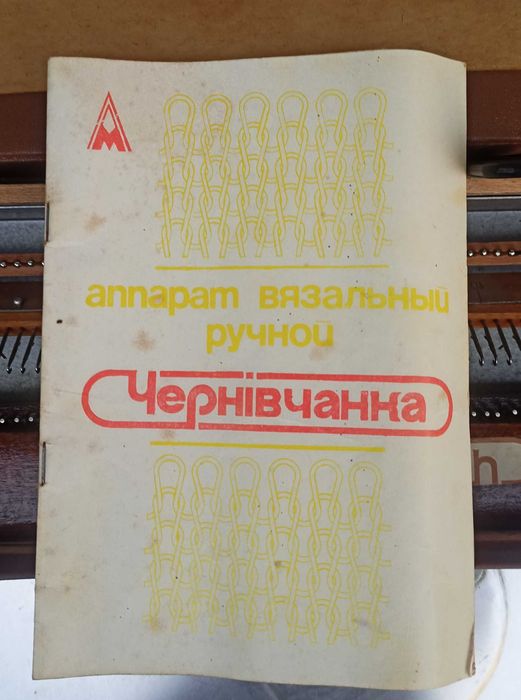 аппарат вязальный
ручной
Чернівчанка